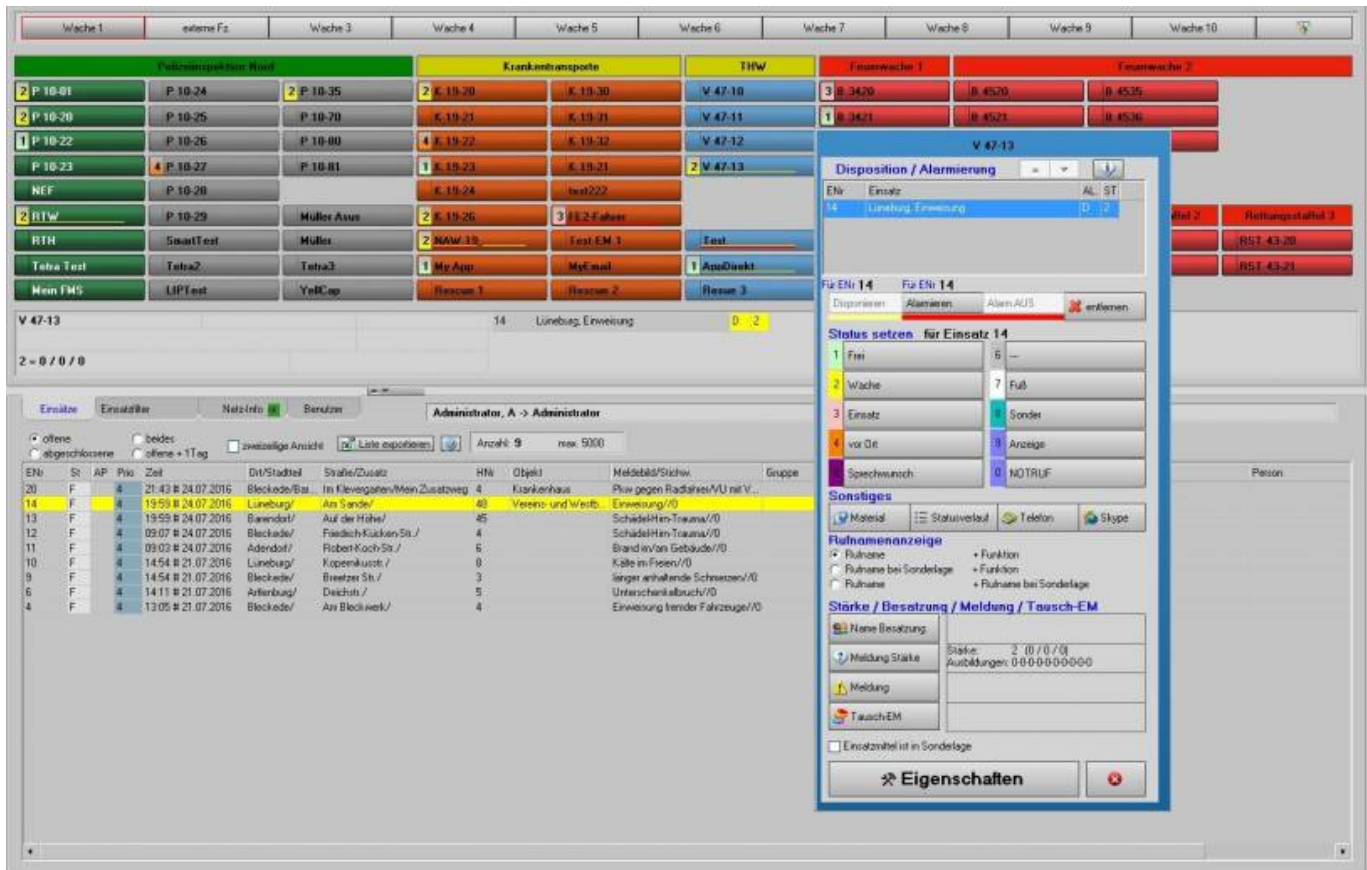 Wache 1 externe Fz. Wache 3 Wache 4 Wache 5 Wache 6 Wache 7 Wache 8 Wache 9 Wache 10
Polizeiinspektion Nord Krankentransporte THW Feuerwache 1 Feuerwache 2
2 P 10-01 P 10-24 2 P 10-35 2 K 19-20 K 19-30 V 47-10 3 B 3420 B 4520 B 4535
2 P 10-20 P 10-25 P 10-70 K 19-21 K 19-31 V 47-11 1 B 3421 B 4521 B 4536
1 P 10-22 P 10-26 P 10-80 4 K 19-22 K 19-32 V 47-12
P 10-23 4 P 10-27 P 10-81 1 K 19-23 K 19-21 2 V 47-13
NEF P 10-28 K 19-24 test222
2 RTW P 10-29 Müller Asus 2 K 19-26 3 FEZ-Fahrer Rettungsstaffel 3
RTH SmartTest Müller 2 NAW 19 Test EM 1 Test RST 43-20
Tetra Test Tetra2 Tetra3 1 My App MyEmail 1 AppDirekt RST 43-21
Mein FMS LIPTest YellCap Rescue 1 Rescue 2 Rescue 3
V 47-13 14 Lüneburg, Einweisung D 2
2 = 0 / 0 / 0
Einsätze Einsatzfilter Netz-Info Benutzer Administrator, A -> Administrator
offene beides zweizeilige Ansicht Liste exportieren Anzahl: 9 max. 5000
abgeschlossene offene + 1Tag
ENr St AP Prio Zeit Ort/Stadtteil Straße/Zusatz HNr Objekt Meldebild/Stichw. Gruppe Person
20 F 4 21:43 # 24.07.2016 Bleckede/Bai... Im Klevergarten/Mein Zusatzweg 4 Krankenhaus Pkw gegen Radfahrer/VU mit V...
14 F 4 19:59 # 24.07.2016 Lüneburg/ Am Sande/ 48 Vereins- und Westb... Einweisung//0
13 F 4 19:59 # 24.07.2016 Barendorf/ Auf der Höhe/ 45 Schädel-Hirn-Trauma//0
12 F 4 09:07 # 24.07.2016 Bleckede/ Friedrich-Kücken-Str./ 4 Schädel-Hirn-Trauma//0
11 F 4 09:03 # 24.07.2016 Adendorf/ Robert-Koch-Str./ 6 Brand in/am Gebäude//0
10 F 4 14:54 # 21.07.2016 Lüneburg/ Kopernikusstr./ 8 Kälte im Freien//0
9 F 4 14:54 # 21.07.2016 Bleckede/ Breetzer Str./ 3 länger anhaltende Schmerzen//0
6 F 4 14:11 # 21.07.2016 Artlenburg/ Deichstr./ 5 Unterschenkelbruch//0
4 F 4 13:05 # 21.07.2016 Bleckede/ Am Bleckwerk/ 4 Einweisung fremder Fahrzeuge//0
V 47-13
Disposition / Alarmierung
ENr Einsatz AL ST
14 Lüneburg, Einweisung D 2
Für ENr 14 Für ENr 14
Disponieren Alarmieren Alarm AUS entfernen
Status setzen für Einsatz 14
1 Frei 6 ---
2 Wache 7 Fuß
3 Einsatz 8 Sonder
4 vor Ort 9 Anzeige
Sprechwunsch 0 NOTRUF
Sonstiges
Material Statusverlauf Telefon Skype
Rufnamenanzeige
Rufname + Funktion
Rufname bei Sonderlage + Funktion
Rufname + Rufname bei Sonderlage
Stärke / Besatzung / Meldung / Tausch-EM
Name Besatzung
Meldung Stärke Stärke: 2 (0 / 0 / 0)
Ausbildungen: 0-0-0-0-0-0-0-0-0-0
Meldung
Tausch-EM
Einsatzmittel ist in Sonderlage
Eigenschaften